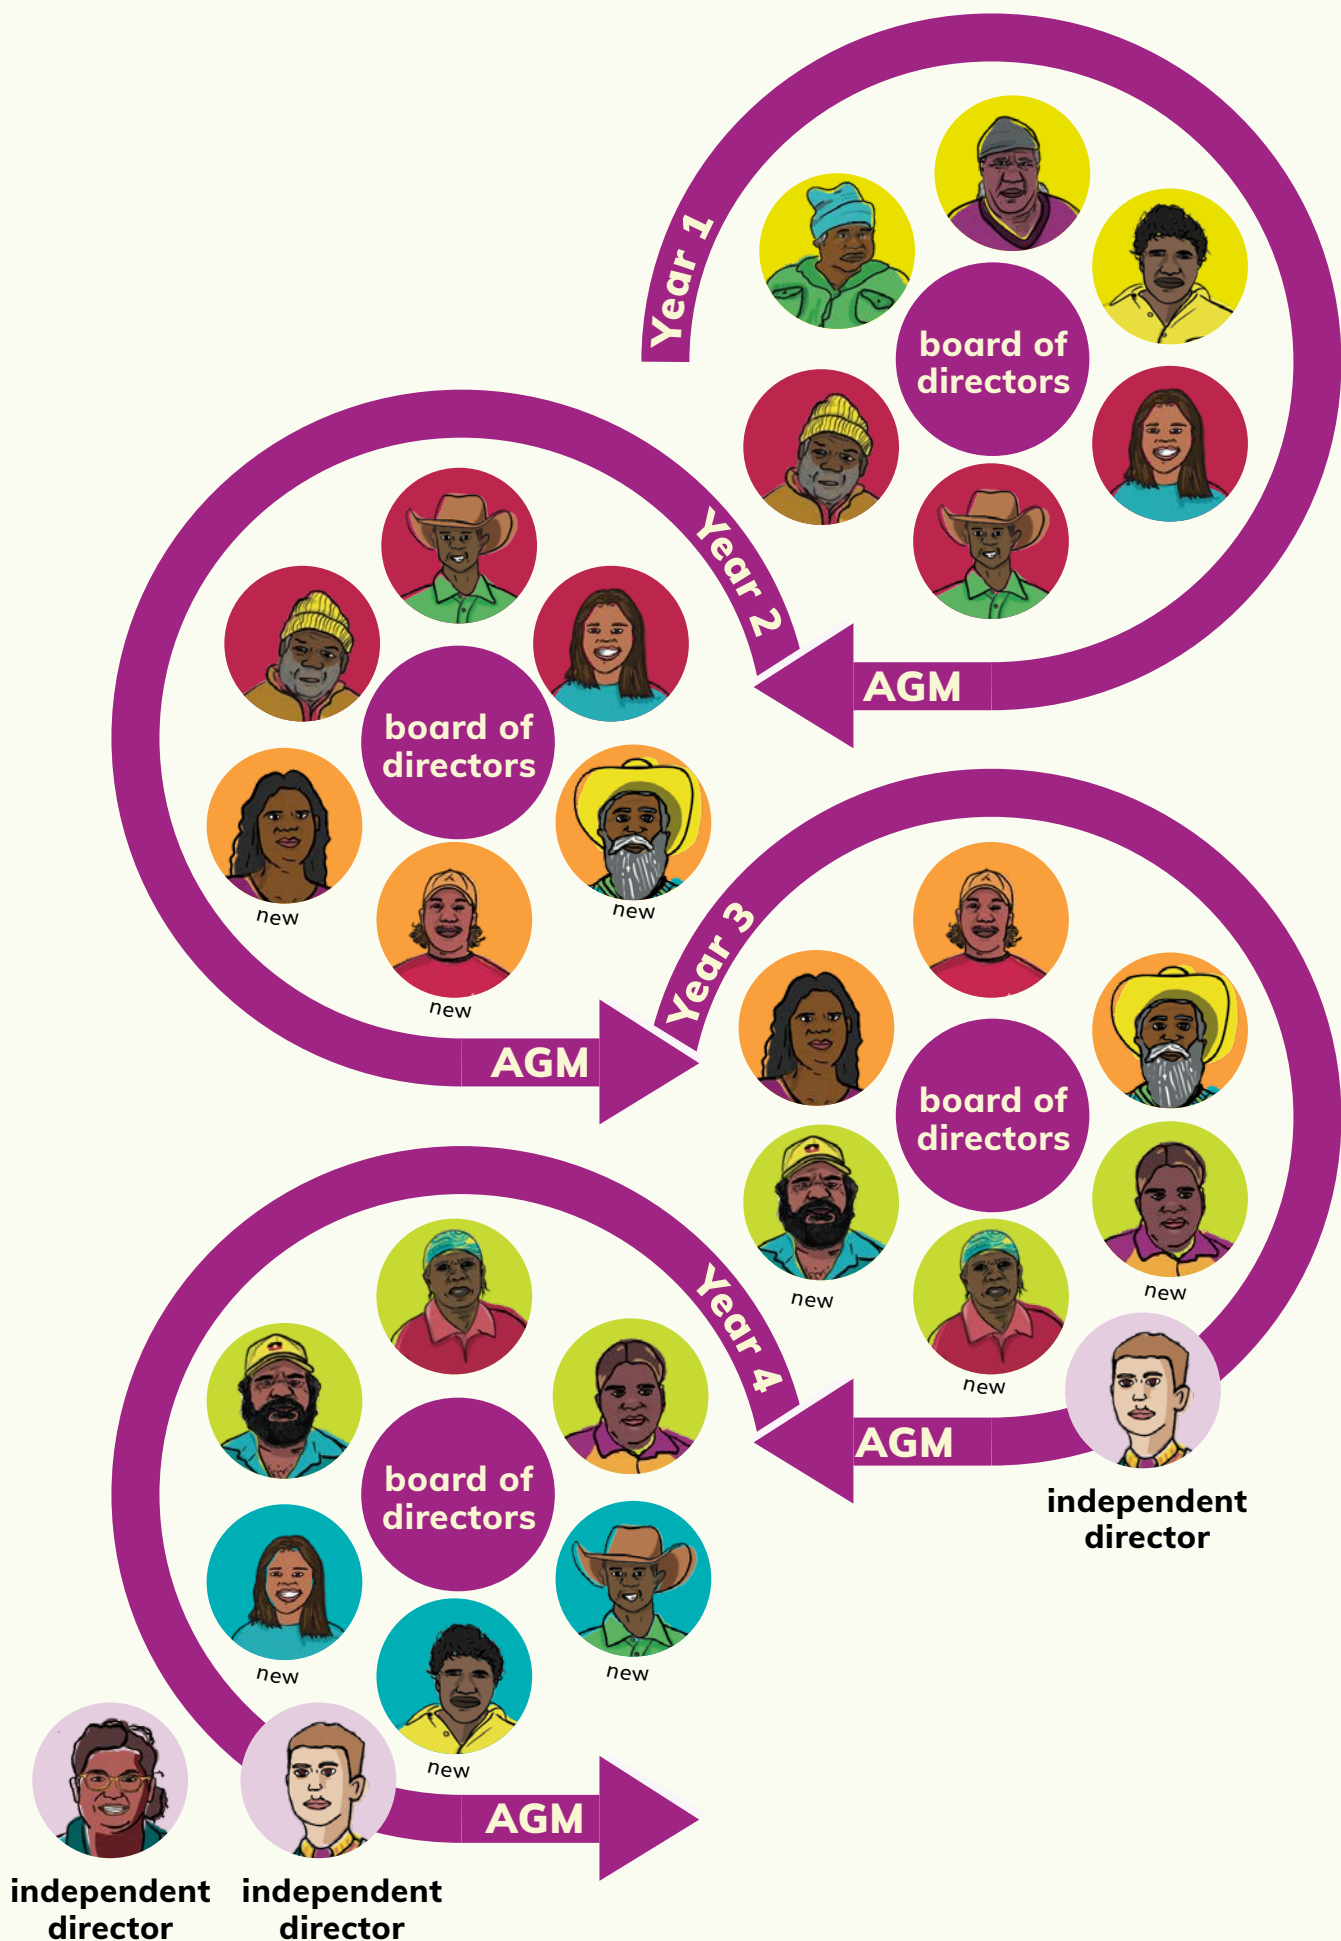 Year 1
board of
directors
AGM
Year 2
board of
directors
new
new
new
AGM
Year 3
board of
directors
new
new
new
independent
director
AGM
Year 4
board of
directors
new
new
new
independent
director
independent
director
AGM